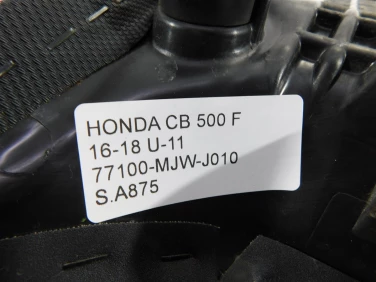 HONDA CB 500 F
16-18 U-11
77100-MJW-J010
S.A875